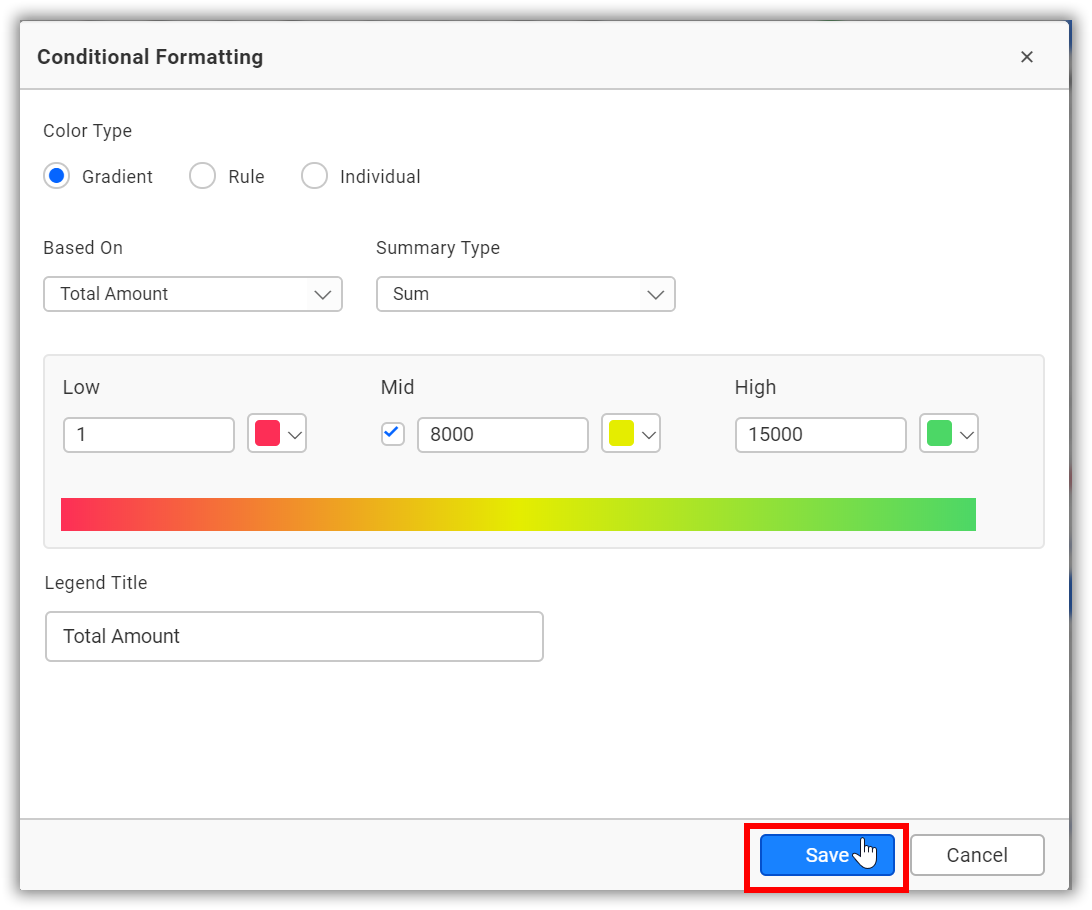 Conditional Formatting
Color Type
Gradient Rule Individual
Based On Summary Type
Total Amount Sum
Low Mid High
1 8000 15000
Legend Title
Total Amount
Save Cancel